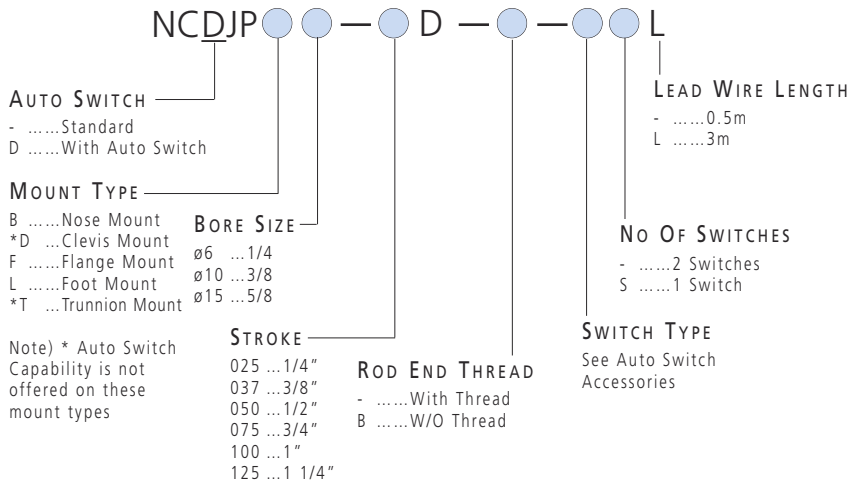 NCDJP — D — — L
AUTO SWITCH
- ......Standard
D ......With Auto Switch
MOUNT TYPE
B ......Nose Mount
*D ...Clevis Mount
F ......Flange Mount
L ......Foot Mount
*T ...Trunnion Mount
Note) * Auto Switch
Capability is not
offered on these
mount types
BORE SIZE
ø6 ...1/4
ø10 ...3/8
ø15 ...5/8
STROKE
025 ...1/4"
037 ...3/8"
050 ...1/2"
075 ...3/4"
100 ...1"
125 ...1 1/4"
ROD END THREAD
- ......With Thread
B ......W/O Thread
SWITCH TYPE
See Auto Switch
Accessories
NO OF SWITCHES
- ......2 Switches
S ......1 Switch
LEAD WIRE LENGTH
- ......0.5m
L ......3m